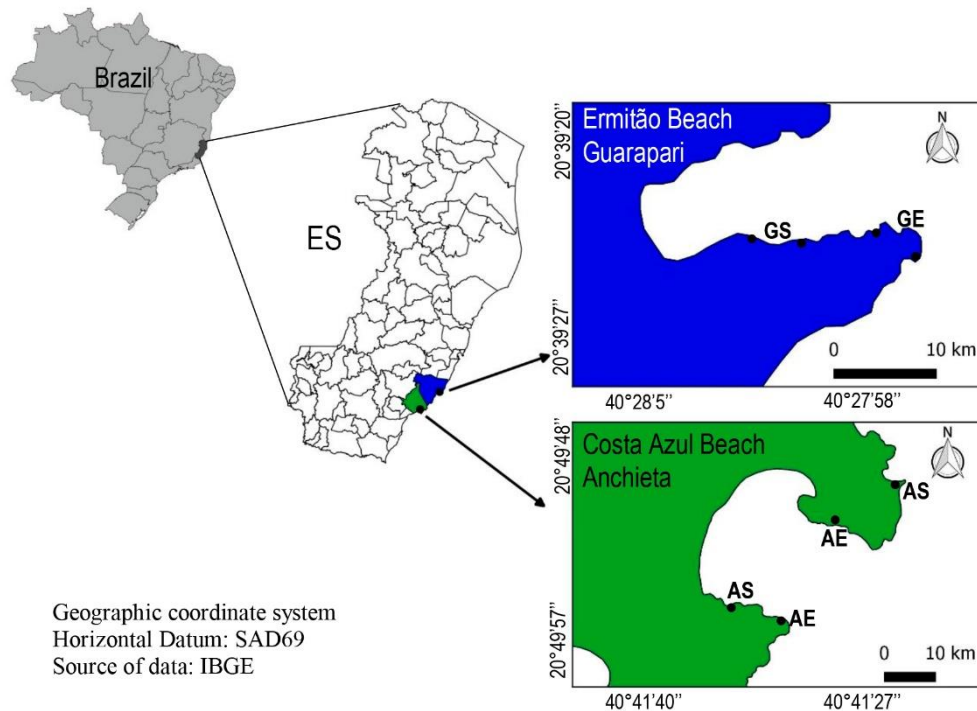 Brazil
ES
Ermitão Beach
Guarapari
N
20°39'20’’
20°39'27’’
GS
GE
0 10 km
40°28'5’’
40°27'58’’
Costa Azul Beach
Anchieta
N
20°49'48’’
20°49'57’’
AS
AE
AS
AE
0 10 km
40°41'40’’
40°41'27’’
Geographic coordinate system
Horizontal Datum: SAD69
Source of data: IBGE